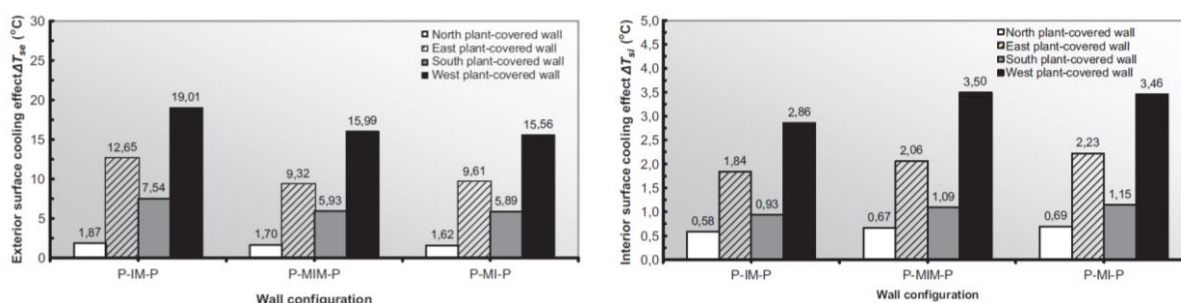 Exterior surface cooling effect ΔTse (°C)
30
25
20
15
10
5
0
North plant-covered wall
East plant-covered wall
South plant-covered wall
West plant-covered wall
1,87
12,65
7,54
19,01
1,70
9,32
5,93
15,99
1,62
9,61
5,89
15,56
P-IM-P
P-MIM-P
P-MI-P
Wall configuration
Interior surface cooling effect ΔTsi (°C)
5,0
4,5
4,0
3,5
3,0
2,5
2,0
1,5
1,0
0,5
0,0
North plant-covered wall
East plant-covered wall
South plant-covered wall
West plant-covered wall
0,58
1,84
0,93
2,86
0,67
2,06
1,09
3,50
0,69
2,23
1,15
3,46
P-IM-P
P-MIM-P
P-MI-P
Wall configuration